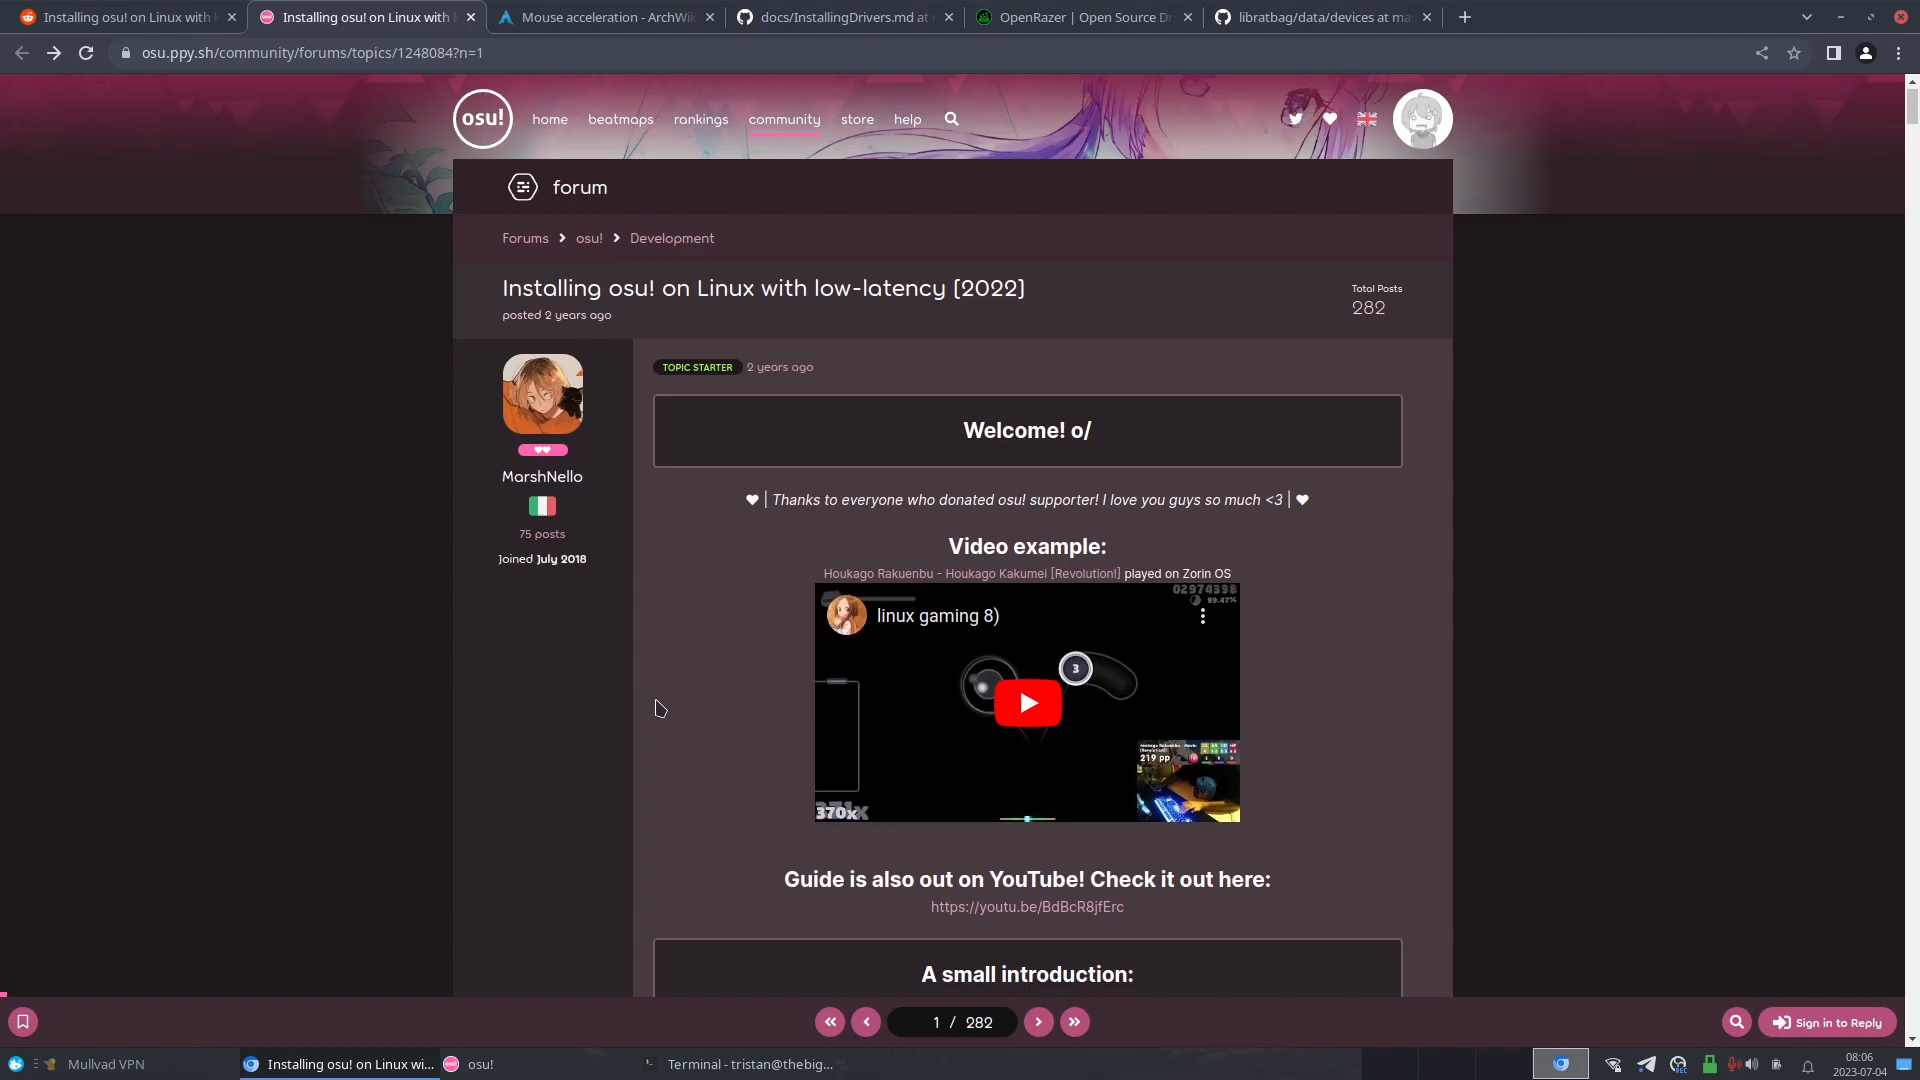 Installing osu! on Linux with l
Installing osu! on Linux with l
Mouse acceleration - ArchWik
docs/InstallingDrivers.md at
OpenRazer | Open Source Dr
libratbag/data/devices at ma
osu.ppy.sh/community/forums/topics/1248084?n=1
osu!
home
beatmaps
rankings
community
store
help
forum
Forums > osu! > Development
Installing osu! on Linux with low-latency [2022]
posted 2 years ago
Total Posts
282
TOPIC STARTER 2 years ago
MarshNello
75 posts
Joined July 2018
Welcome! o/
♥ | Thanks to everyone who donated osu! supporter! I love you guys so much <3 | ♥
Video example:
Houkago Rakuenbu - Houkago Kakumei [Revolution!] played on Zorin OS
linux gaming 8)
02974398
99.47%
3
370x
219 pp
Guide is also out on YouTube! Check it out here:
https://youtu.be/BdBcR8jfErc
A small introduction:
1 / 282
Sign in to Reply
Mullvad VPN
Installing osu! on Linux wi...
osu!
Terminal - tristan@thebig...
REC
08:06
2023-07-04